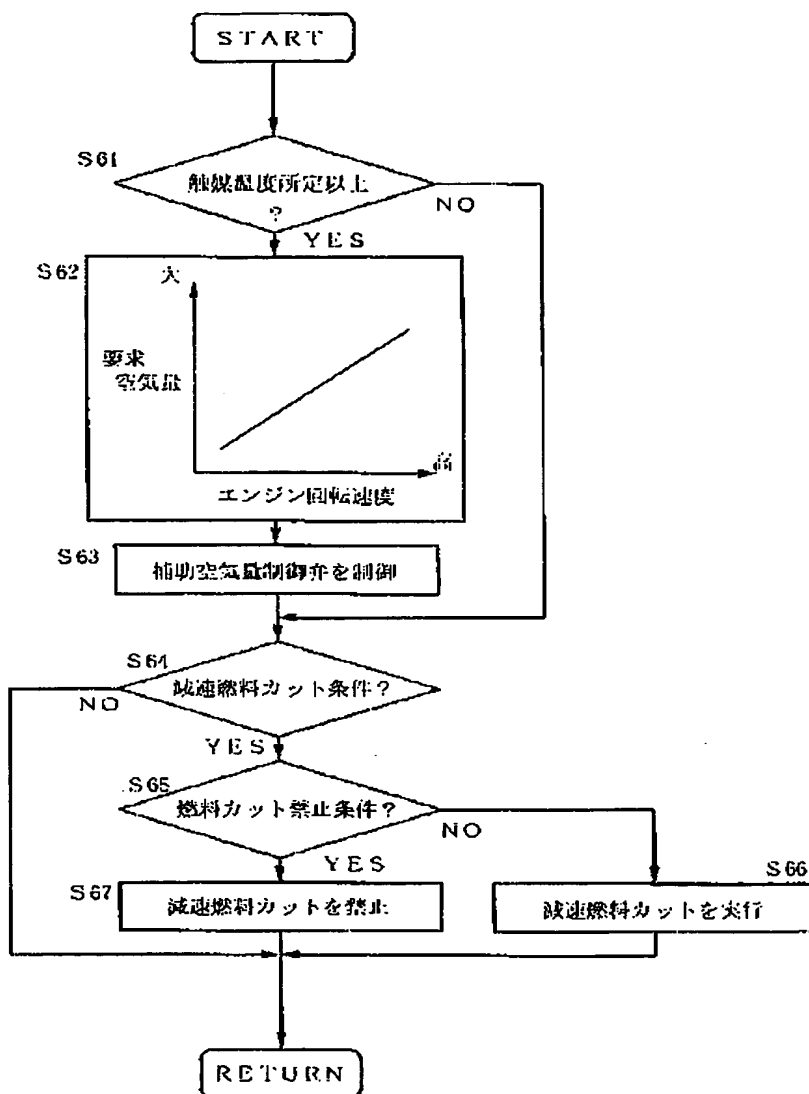 START
S61
触媒温度所定以上
?
NO
YES
S62
大
要求
空気量
高
エンジン回転速度
S63
補助空気量制御弁を制御
S64
減速燃料カット条件?
NO
YES
S65
燃料カット禁止条件?
NO
YES
S66
S67
減速燃料カットを禁止
減速燃料カットを実行
RETURN